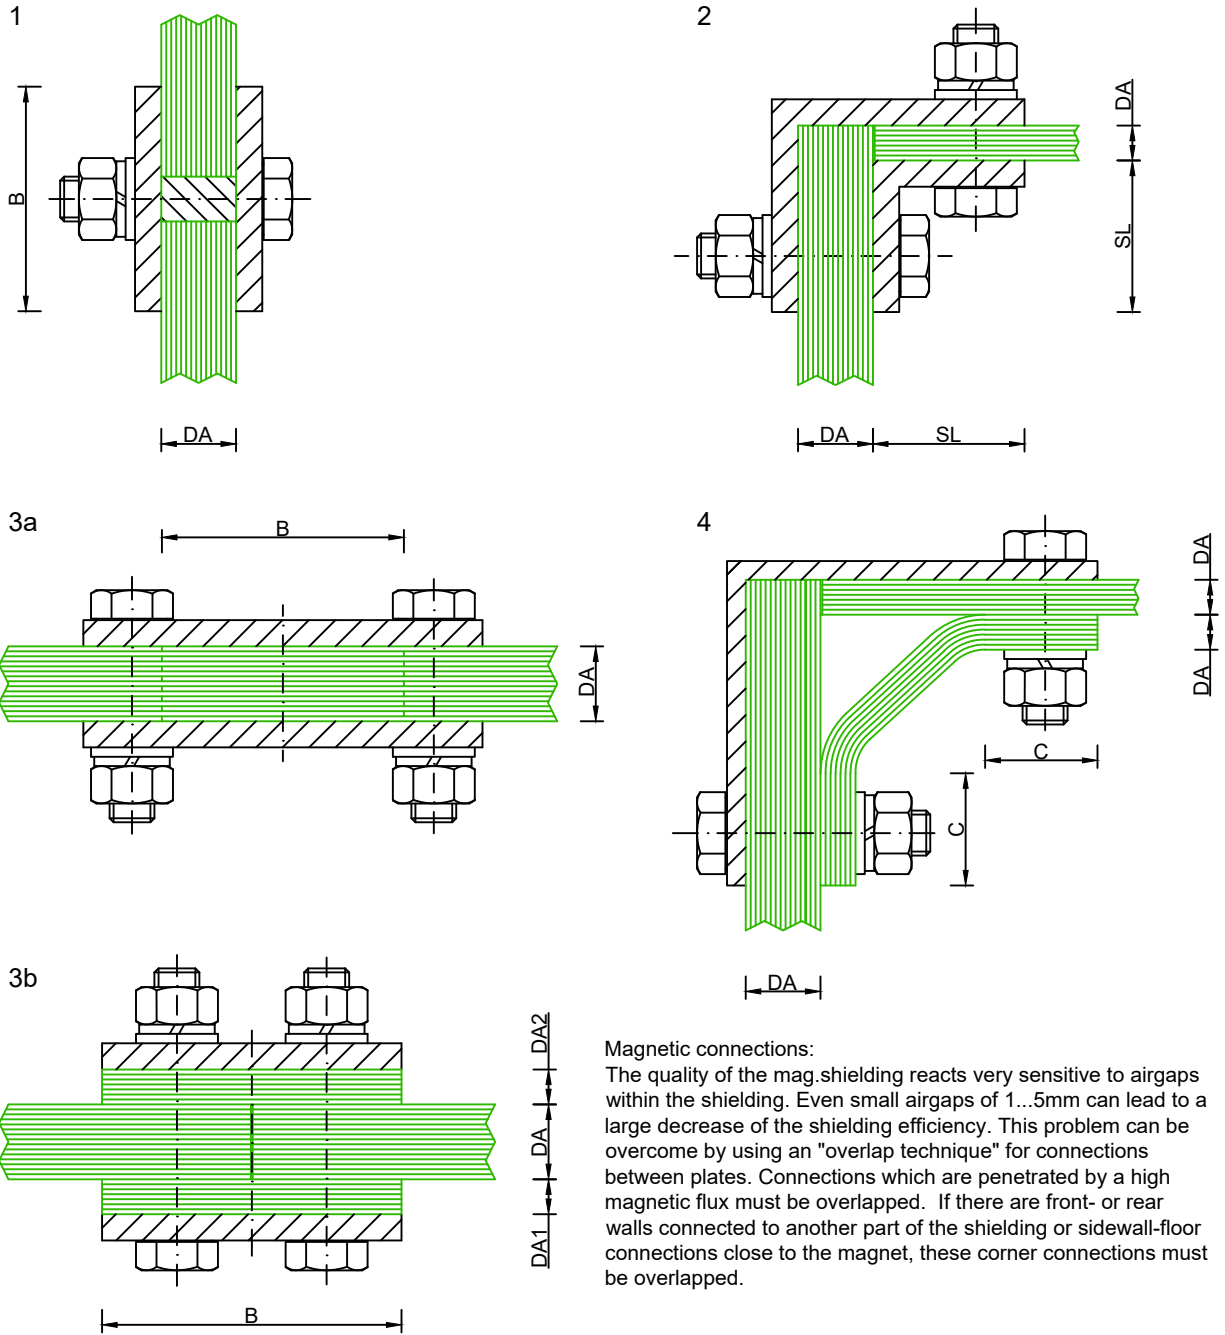 1
2
B
DA
DA
SL
DA
SL
3a
B
DA
4
DA
DA
C
C
DA
3b
DA2
DA
DA1
B
Magnetic connections:
The quality of the mag.shielding reacts very sensitive to airgaps
within the shielding. Even small airgaps of 1...5mm can lead to a
large decrease of the shielding efficiency. This problem can be
overcome by using an "overlap technique" for connections
between plates. Connections which are penetrated by a high
magnetic flux must be overlapped.  If there are front- or rear
walls connected to another part of the shielding or sidewall-floor
connections close to the magnet, these corner connections must
be overlapped.